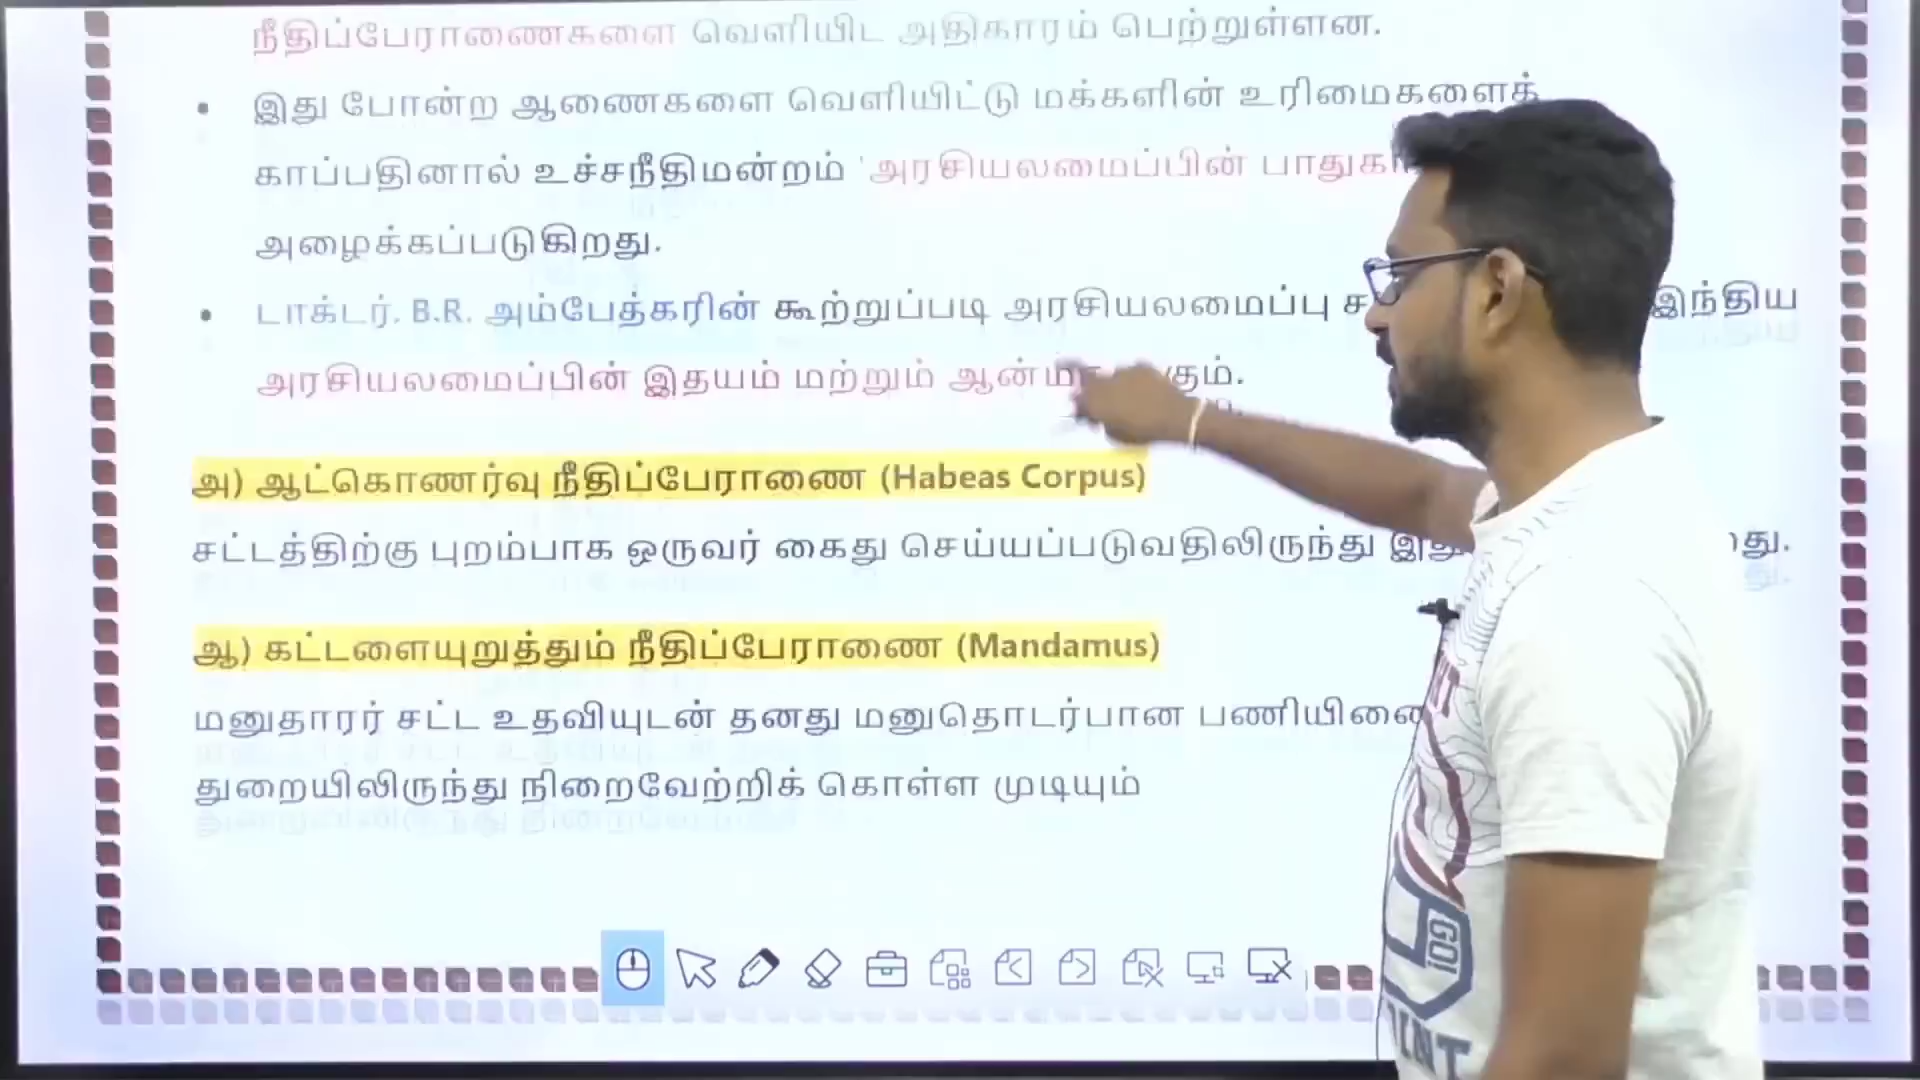 நீதிப்பேராணைகளை வெளியிட அதிகாரம் பெற்றுள்ளன.
• இது போன்ற ஆணைகளை வெளியிட்டு மக்களின் உரிமைகளைக்
காப்பதினால் உச்சநீதிமன்றம் 'அரசியலமைப்பின்
அழைக்கப்படுகிறது.
• டாக்டர். B.R. அம்பேத்கரின் கூற்றுப்படி அரசியலமைப்பு இந்திய
அரசியலமைப்பின் இதயம் மற்றும்
அ) ஆட்கொணர்வு நீதிப்பேராணை (Habeas Corpus)
சட்டத்திற்கு புறம்பாக ஒருவர் கைது செய்யப்படுவதிலிருந்து
ஆ) கட்டளையுறுத்தும் நீதிப்பேராணை (Mandamus)
மனுதாரர் சட்ட உதவியுடன் தனது மனுதொடர்பான பணியினை
துறையிலிருந்து நிறைவேற்றிக் கொள்ள முடியும்
GO!